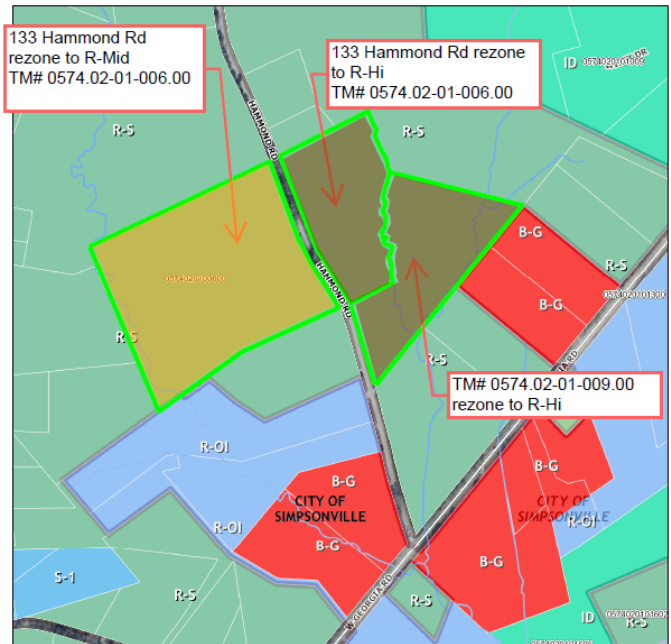 133 Hammond Rd
rezone to R-Mid
TM# 0574.02-01-006.00
133 Hammond Rd rezone
to R-Hi
TM# 0574.02-01-006.00
ID
R-S
R-S
HAMMOND RD
B-G
R-S
B-G
HAMMOND RD
R-S
R-S
TM# 0574.02-01-009.00
rezone to R-Hi
R-OI
B-G
B-G
CITY OF
SIMPSONVILLE
CITY OF
SIMPSONVILLE
R-OI
R-OI
B-G
B-G
S-1
R-S
W GEORGIA RD
R-S
ID
R-S